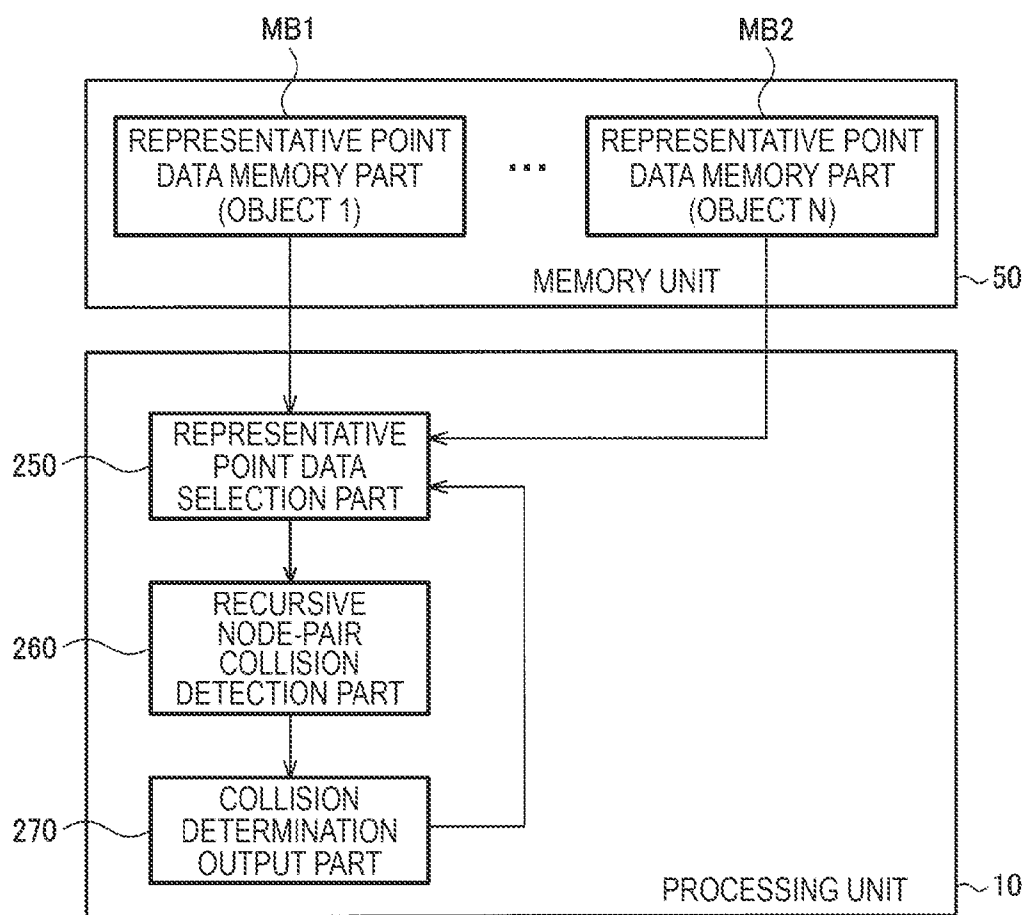 MB1
MB2
REPRESENTATIVE POINT
DATA MEMORY PART
(OBJECT 1)
...
REPRESENTATIVE POINT
DATA MEMORY PART
(OBJECT N)
MEMORY UNIT
50
250
REPRESENTATIVE
POINT DATA
SELECTION PART
260
RECURSIVE
NODE-PAIR
COLLISION
DETECTION PART
270
COLLISION
DETERMINATION
OUTPUT PART
PROCESSING UNIT
10